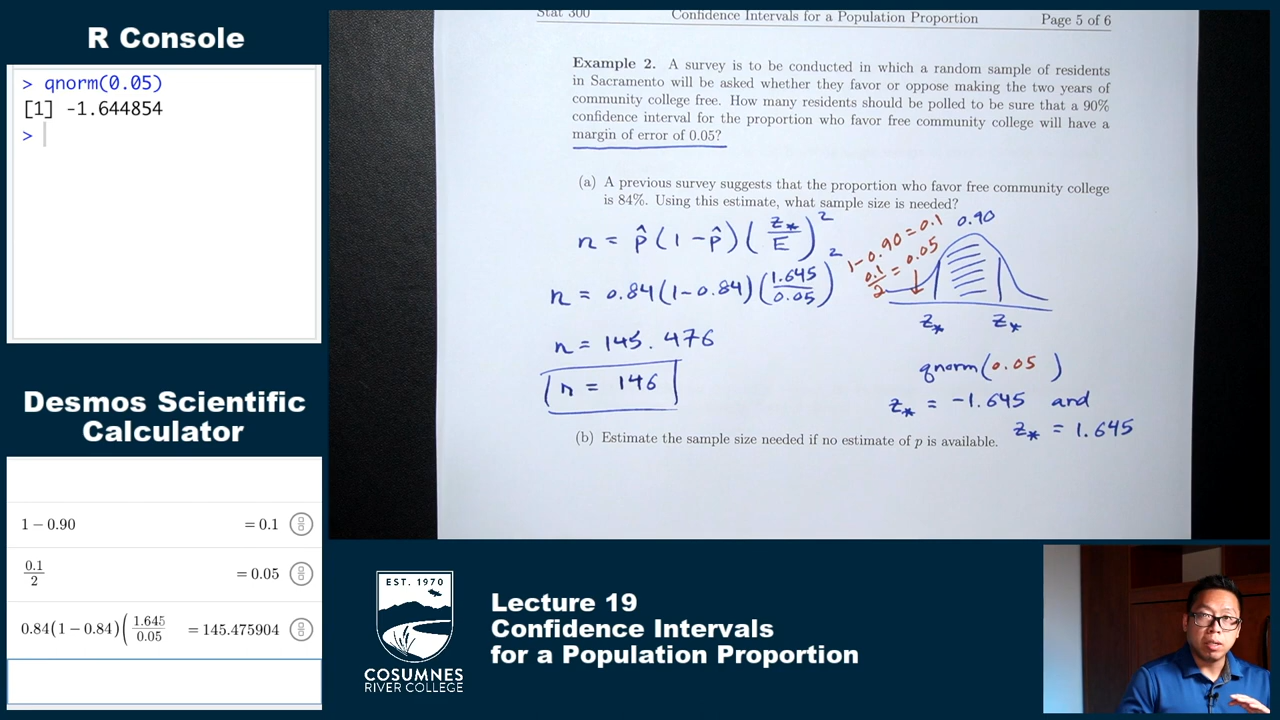 R Console
> qnorm(0.05)
[1] -1.644854
>
Desmos Scientific
Calculator
1 − 0.90 = 0.1
0.1/2 = 0.05
0.84(1 − 0.84)(1.645/0.05 = 145.475904
Stat 300 Confidence Intervals for a Population Proportion Page 5 of 6
Example 2. A survey is to be conducted in which a random sample of residents
in Sacramento will be asked whether they favor or oppose making the two years of
community college free. How many residents should be polled to be sure that a 90%
confidence interval for the proportion who favor free community college will have a
margin of error of 0.05?
(a) A previous survey suggests that the proportion who favor free community college
is 84%. Using this estimate, what sample size is needed?
n = p̂(1 − p̂)(z*/E)²
n = 0.84(1−0.84)(1.645/0.05)²
n = 145.476
n = 146
1−0.90 = 0.1
0.1/2 = 0.05
0.90
z* z*
qnorm(0.05)
z* = −1.645 and
z* = 1.645
(b) Estimate the sample size needed if no estimate of p is available.
EST. 1970
COSUMNES
RIVER COLLEGE
Lecture 19
Confidence Intervals
for a Population Proportion